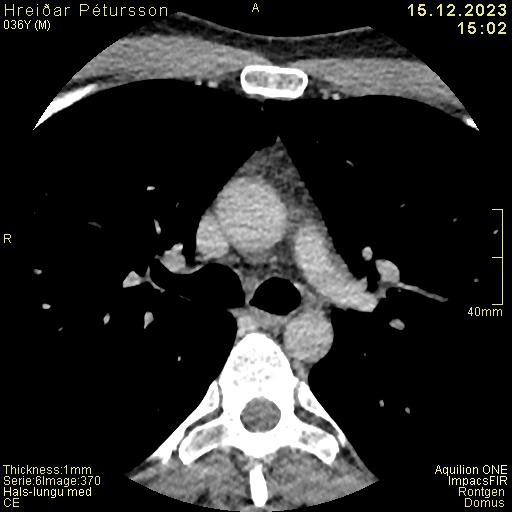 Hreiðar Pétursson
036Y (M)
A
15.12.2023
15:02
R
40mm
Thickness:1mm
Serie:6Image:370
Hals-lungu med
CE
Aquilion ONE
ImpacsFIR
Rontgen
Domus